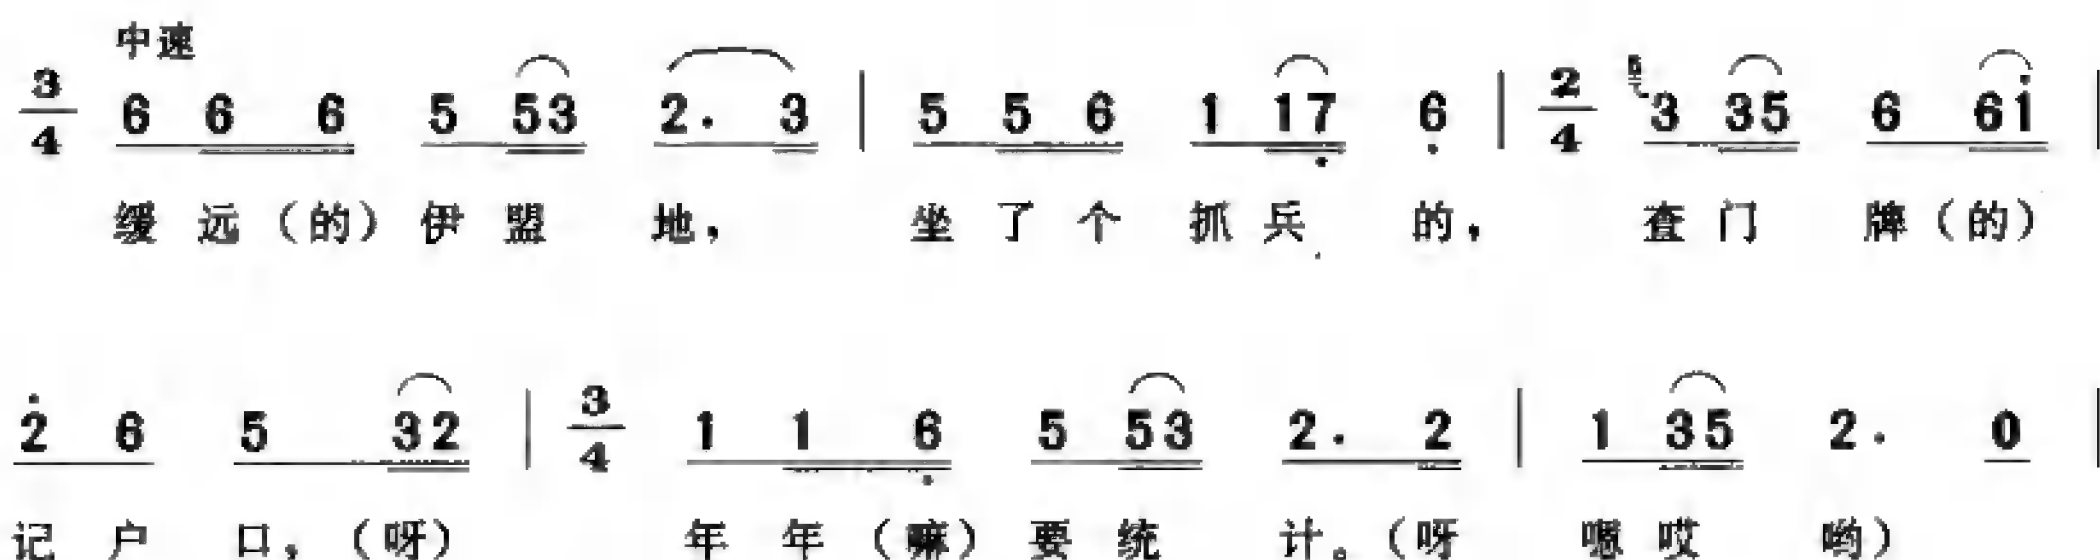 中速
3/4 6 6 6 5 53 2. 3 | 5 5 6 1 17̣ 6̣ | 2/4 3 35 6 6i̇ |
缓 远（的）伊 盟 地， 坐 了 个 抓 兵 的， 查 门 牌（的）
2̇ 6 5 32 | 3/4 1 1 6̣ 5 53 2. 2 | 1 35 2. 0 |
记 户 口，（呀） 年 年（嘛）要 统 计。（呀 嗯 哎 哟）